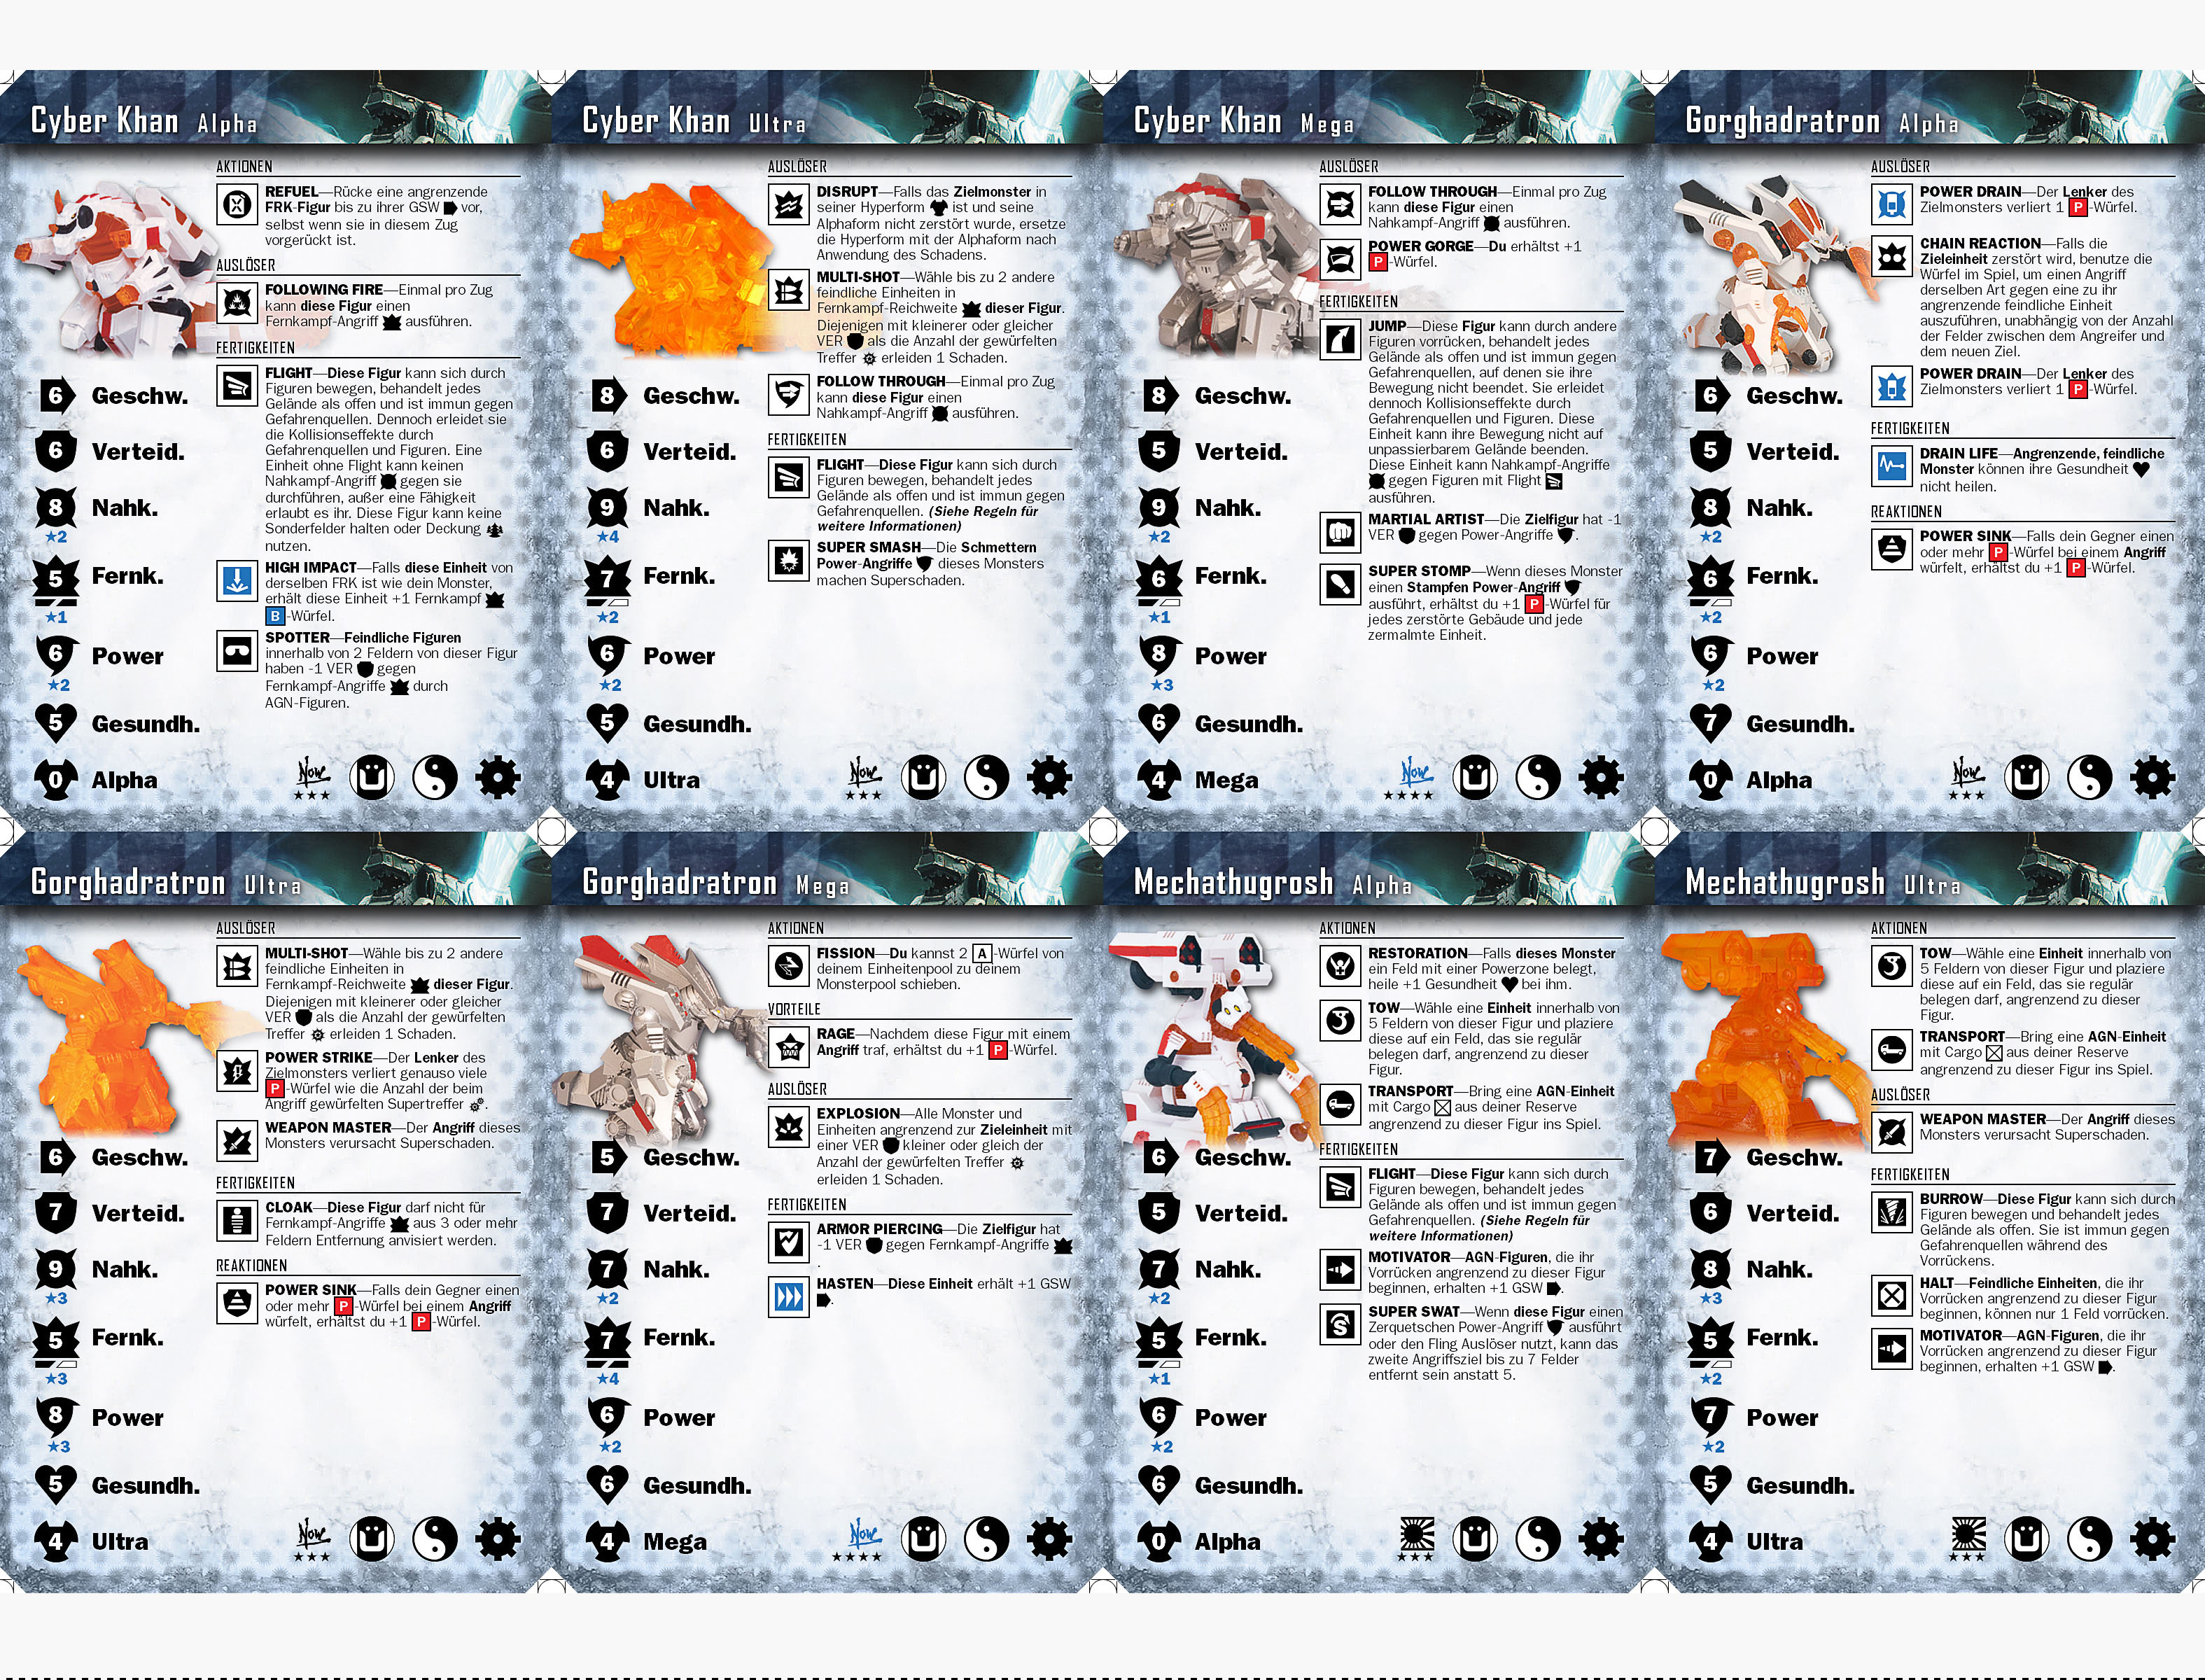 Cyber Khan Alpha
AKTIONEN
REFUEL—Rücke eine angrenzende
FRK-Figur bis zu ihrer GSW vor,
selbst wenn sie in diesem Zug
vorgerückt ist.
AUSLÖSER
FOLLOWING FIRE—Einmal pro Zug
kann diese Figur einen
Fernkampf-Angriff ausführen.
FERTIGKEITEN
FLIGHT—Diese Figur kann sich durch
Figuren bewegen, behandelt jedes
Gelände als offen und ist immun gegen
Gefahrenquellen. Dennoch erleidet sie
die Kollisionseffekte durch
Gefahrenquellen und Figuren. Eine
Einheit ohne Flight kann keinen
Nahkampf-Angriff gegen sie
durchführen, außer eine Fähigkeit
erlaubt es ihr. Diese Figur kann keine
Sonderfelder halten oder Deckung
nutzen.
HIGH IMPACT—Falls diese Einheit von
derselben FRK ist wie dein Monster,
erhält diese Einheit +1 Fernkampf
B-Würfel.
SPOTTER—Feindliche Figuren
innerhalb von 2 Feldern von dieser Figur
haben -1 VER gegen
Fernkampf-Angriffe durch
AGN-Figuren.
6 Geschw.
6 Verteid.
8 Nahk.
★2
5 Fernk.
★1
6 Power
★2
5 Gesundh.
0 Alpha
Now
★★★
Cyber Khan Ultra
AUSLÖSER
DISRUPT—Falls das Zielmonster in
seiner Hyperform ist und seine
Alphaform nicht zerstört wurde, ersetze
die Hyperform mit der Alphaform nach
Anwendung des Schadens.
MULTI-SHOT—Wähle bis zu 2 andere
feindliche Einheiten in
Fernkampf-Reichweite dieser Figur.
Diejenigen mit kleinerer oder gleicher
VER als die Anzahl der gewürfelten
Treffer erleiden 1 Schaden.
FOLLOW THROUGH—Einmal pro Zug
kann diese Figur einen
Nahkampf-Angriff ausführen.
FERTIGKEITEN
FLIGHT—Diese Figur kann sich durch
Figuren bewegen, behandelt jedes
Gelände als offen und ist immun gegen
Gefahrenquellen. (Siehe Regeln für
weitere Informationen)
SUPER SMASH—Die Schmettern
Power-Angriffe dieses Monsters
machen Superschaden.
8 Geschw.
6 Verteid.
9 Nahk.
★4
7 Fernk.
★2
6 Power
★2
5 Gesundh.
4 Ultra
Now
★★★
Cyber Khan Mega
AUSLÖSER
FOLLOW THROUGH—Einmal pro Zug
kann diese Figur einen
Nahkampf-Angriff ausführen.
POWER GORGE—Du erhältst +1
P-Würfel.
FERTIGKEITEN
JUMP—Diese Figur kann durch andere
Figuren vorrücken, behandelt jedes
Gelände als offen und ist immun gegen
Gefahrenquellen, auf denen sie ihre
Bewegung nicht beendet. Sie erleidet
dennoch Kollisionseffekte durch
Gefahrenquellen und Figuren. Diese
Einheit kann ihre Bewegung nicht auf
unpassierbarem Gelände beenden.
Diese Einheit kann Nahkampf-Angriffe
gegen Figuren mit Flight
ausführen.
MARTIAL ARTIST—Die Zielfigur hat -1
VER gegen Power-Angriffe .
SUPER STOMP—Wenn dieses Monster
einen Stampfen Power-Angriff
ausführt, erhältst du +1 P-Würfel für
jedes zerstörte Gebäude und jede
zermalmte Einheit.
8 Geschw.
5 Verteid.
9 Nahk.
★2
6 Fernk.
★1
8 Power
★3
6 Gesundh.
4 Mega
Now
★★★★
Gorghadratron Alpha
AUSLÖSER
POWER DRAIN—Der Lenker des
Zielmonsters verliert 1 P-Würfel.
CHAIN REACTION—Falls die
Zieleinheit zerstört wird, benutze die
Würfel im Spiel, um einen Angriff
derselben Art gegen eine zu ihr
angrenzende feindliche Einheit
auszuführen, unabhängig von der Anzahl
der Felder zwischen dem Angreifer und
dem neuen Ziel.
POWER DRAIN—Der Lenker des
Zielmonsters verliert 1 P-Würfel.
FERTIGKEITEN
DRAIN LIFE—Angrenzende, feindliche
Monster können ihre Gesundheit
nicht heilen.
REAKTIONEN
POWER SINK—Falls dein Gegner einen
oder mehr P-Würfel bei einem Angriff
würfelt, erhältst du +1 P-Würfel.
6 Geschw.
5 Verteid.
8 Nahk.
★2
6 Fernk.
★2
6 Power
★2
7 Gesundh.
0 Alpha
Now
★★★
Gorghadratron Ultra
AUSLÖSER
MULTI-SHOT—Wähle bis zu 2 andere
feindliche Einheiten in
Fernkampf-Reichweite dieser Figur.
Diejenigen mit kleinerer oder gleicher
VER als die Anzahl der gewürfelten
Treffer erleiden 1 Schaden.
POWER STRIKE—Der Lenker des
Zielmonsters verliert genauso viele
P-Würfel wie die Anzahl der beim
Angriff gewürfelten Supertreffer .
WEAPON MASTER—Der Angriff dieses
Monsters verursacht Superschaden.
FERTIGKEITEN
CLOAK—Diese Figur darf nicht für
Fernkampf-Angriffe aus 3 oder mehr
Feldern Entfernung anvisiert werden.
REAKTIONEN
POWER SINK—Falls dein Gegner einen
oder mehr P-Würfel bei einem Angriff
würfelt, erhältst du +1 P-Würfel.
6 Geschw.
7 Verteid.
9 Nahk.
★3
5 Fernk.
★3
8 Power
★3
5 Gesundh.
4 Ultra
Now
★★★
Gorghadratron Mega
AKTIONEN
FISSION—Du kannst 2 A-Würfel von
deinem Einheitenpool zu deinem
Monsterpool schieben.
VORTEILE
RAGE—Nachdem diese Figur mit einem
Angriff traf, erhältst du +1 P-Würfel.
AUSLÖSER
EXPLOSION—Alle Monster und
Einheiten angrenzend zur Zieleinheit mit
einer VER kleiner oder gleich der
Anzahl der gewürfelten Treffer
erleiden 1 Schaden.
FERTIGKEITEN
ARMOR PIERCING—Die Zielfigur hat
-1 VER gegen Fernkampf-Angriffe
.
HASTEN—Diese Einheit erhält +1 GSW
.
5 Geschw.
7 Verteid.
7 Nahk.
★2
7 Fernk.
★4
6 Power
★2
6 Gesundh.
4 Mega
Now
★★★★
Mechathugrosh Alpha
AKTIONEN
RESTORATION—Falls dieses Monster
ein Feld mit einer Powerzone belegt,
heile +1 Gesundheit bei ihm.
TOW—Wähle eine Einheit innerhalb von
5 Feldern von dieser Figur und plaziere
diese auf ein Feld, das sie regulär
belegen darf, angrenzend zu dieser
Figur.
TRANSPORT—Bring eine AGN-Einheit
mit Cargo aus deiner Reserve
angrenzend zu dieser Figur ins Spiel.
FERTIGKEITEN
FLIGHT—Diese Figur kann sich durch
Figuren bewegen, behandelt jedes
Gelände als offen und ist immun gegen
Gefahrenquellen. (Siehe Regeln für
weitere Informationen)
MOTIVATOR—AGN-Figuren, die ihr
Vorrücken angrenzend zu dieser Figur
beginnen, erhalten +1 GSW .
SUPER SWAT—Wenn diese Figur einen
Zerquetschen Power-Angriff ausführt
oder den Fling Auslöser nutzt, kann das
zweite Angriffsziel bis zu 7 Felder
entfernt sein anstatt 5.
6 Geschw.
5 Verteid.
7 Nahk.
★2
5 Fernk.
★1
6 Power
★2
6 Gesundh.
0 Alpha
★★★
Mechathugrosh Ultra
AKTIONEN
TOW—Wähle eine Einheit innerhalb von
5 Feldern von dieser Figur und plaziere
diese auf ein Feld, das sie regulär
belegen darf, angrenzend zu dieser
Figur.
TRANSPORT—Bring eine AGN-Einheit
mit Cargo aus deiner Reserve
angrenzend zu dieser Figur ins Spiel.
AUSLÖSER
WEAPON MASTER—Der Angriff dieses
Monsters verursacht Superschaden.
FERTIGKEITEN
BURROW—Diese Figur kann sich durch
Figuren bewegen und behandelt jedes
Gelände als offen. Sie ist immun gegen
Gefahrenquellen während des
Vorrückens.
HALT—Feindliche Einheiten, die ihr
Vorrücken angrenzend zu dieser Figur
beginnen, können nur 1 Feld vorrücken.
MOTIVATOR—AGN-Figuren, die ihr
Vorrücken angrenzend zu dieser Figur
beginnen, erhalten +1 GSW .
7 Geschw.
6 Verteid.
8 Nahk.
★3
5 Fernk.
★2
7 Power
★2
5 Gesundh.
4 Ultra
★★★